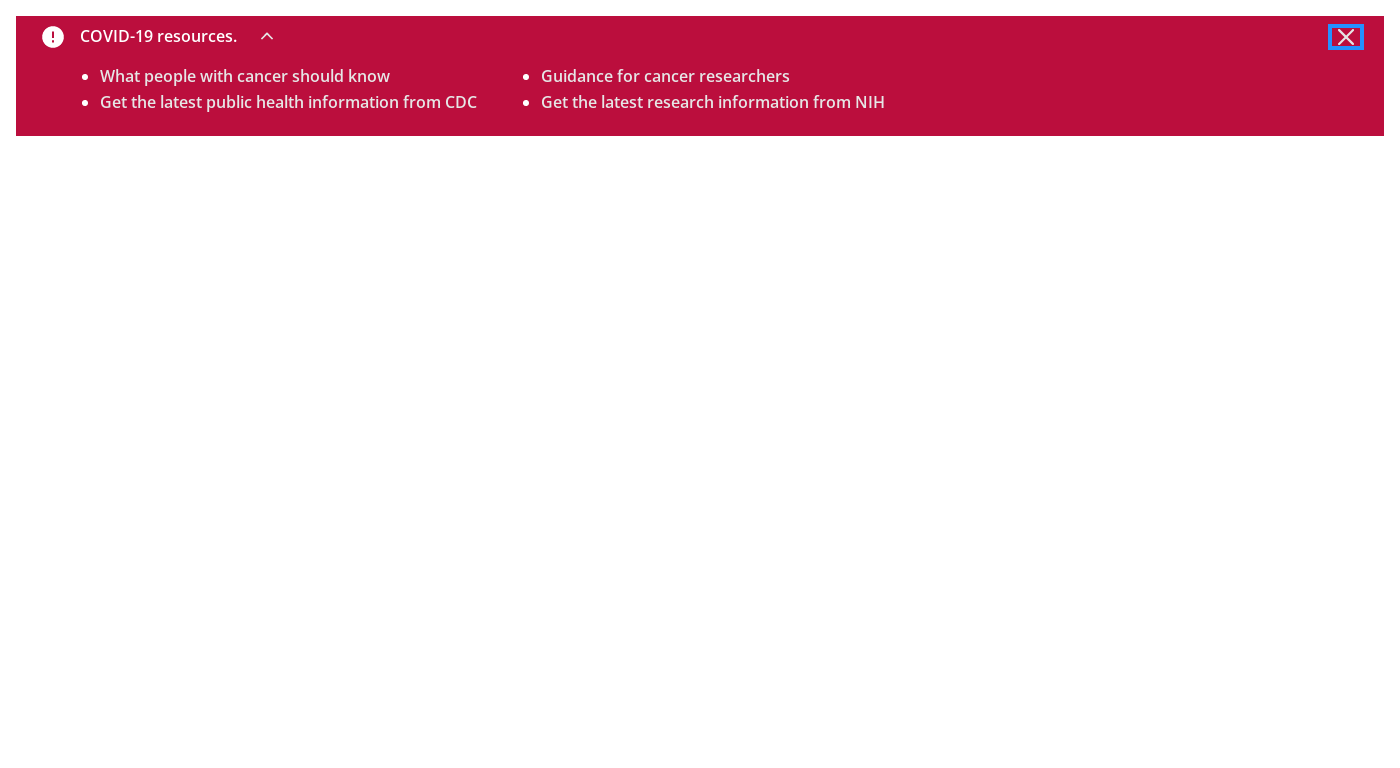 COVID-19 resources.
What people with cancer should know
Get the latest public health information from CDC
Guidance for cancer researchers
Get the latest research information from NIH